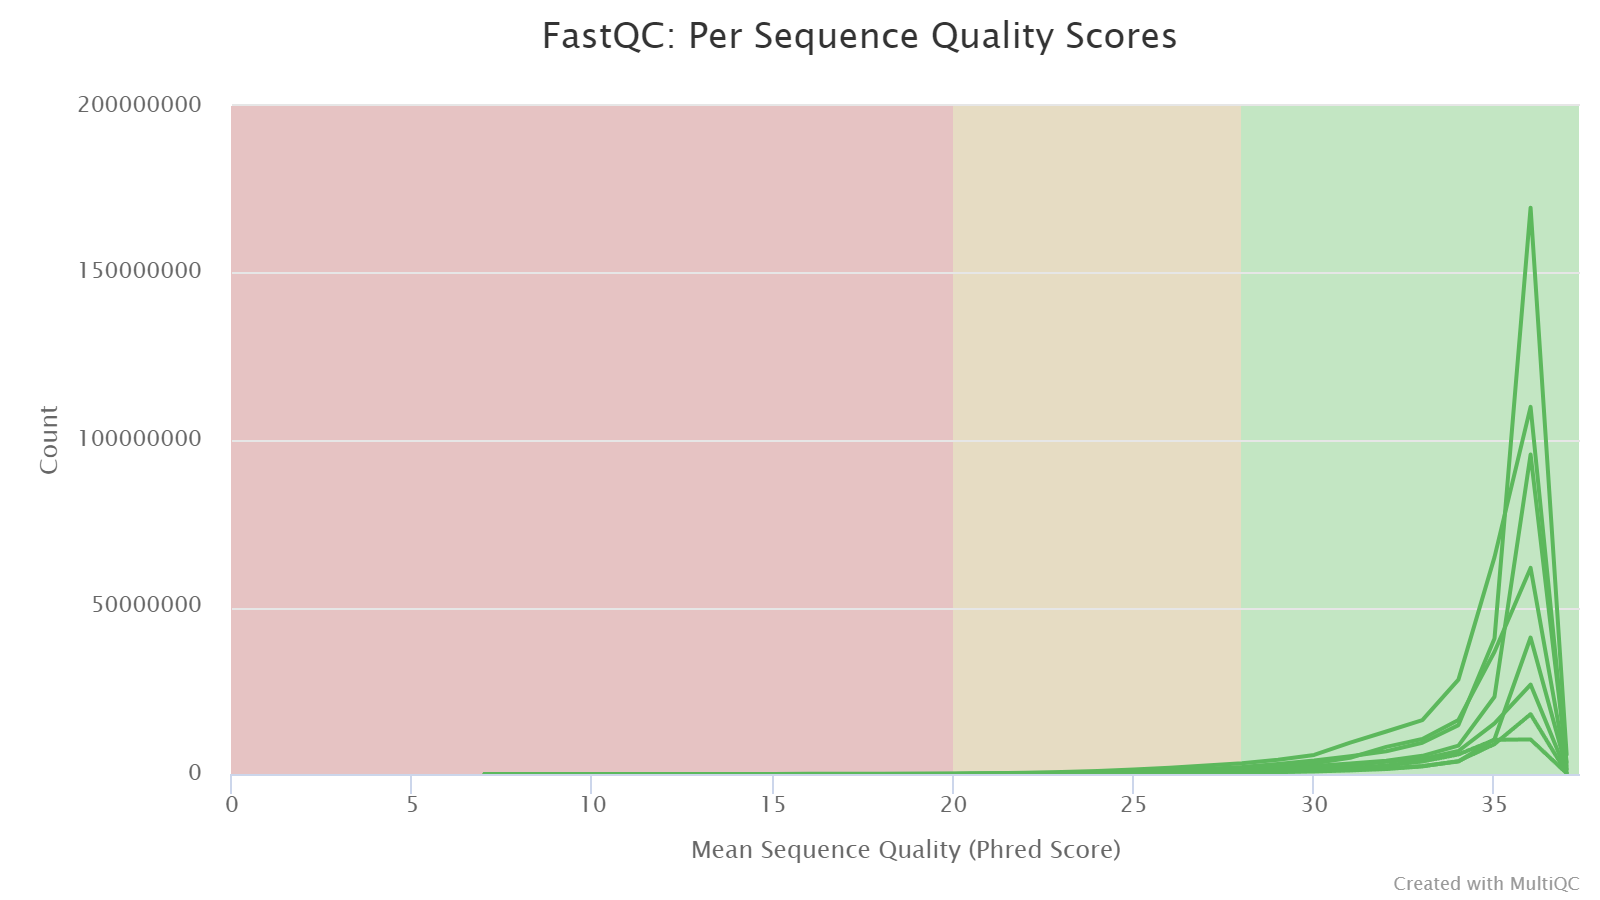 FastQC: Per Sequence Quality Scores
200000000
150000000
100000000
50000000
0
Count
0 5 10 15 20 25 30 35
Mean Sequence Quality (Phred Score)
Created with MultiQC